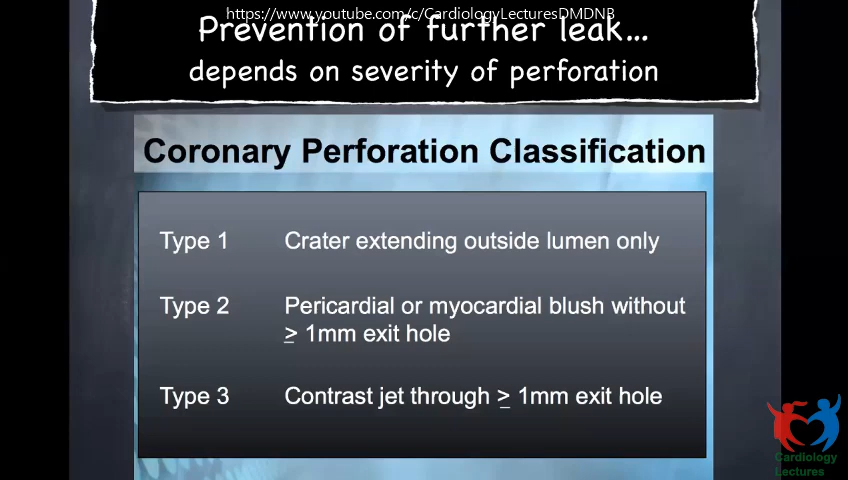 https://www.youtube.com/c/CardiologyLecturesDMDNB
Prevention of further leak...
depends on severity of perforation
Coronary Perforation Classification
Type 1 Crater extending outside lumen only
Type 2 Pericardial or myocardial blush without
≥ 1mm exit hole
Type 3 Contrast jet through ≥ 1mm exit hole
Cardiology
Lectures